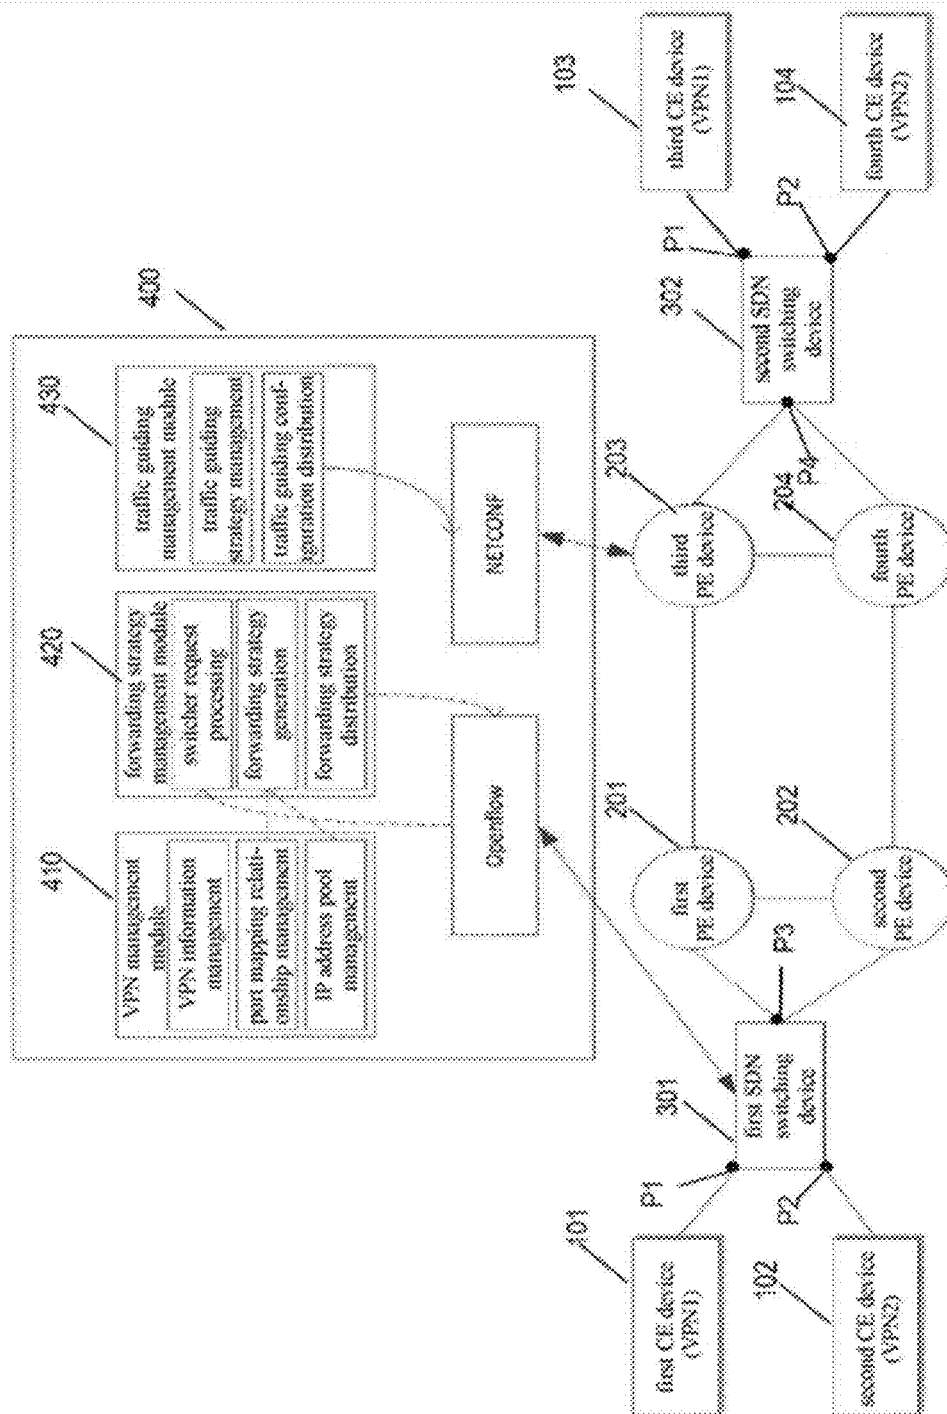 400
410
VPN management
module
VPN information
management
port mapping relati-
onship management
IP address pool
management
420
forwarding strategy
management module
switcher request
processing
forwarding strategy
generation
forwarding strategy
distribution
430
traffic guiding
management module
traffic guiding
strategy management
traffic guiding conf-
iguration distribution
Openflow
NETCONF
101
first CE device
(VPN1)
102
second CE device
(VPN2)
P1
P2
301
first SDN
switching
device
P3
201
first
PE device
202
second
PE device
203
third
PE device
204
fourth
PE device
P4
302
second SDN
switching
device
P1
P2
103
third CE device
(VPN1)
104
fourth CE device
(VPN2)